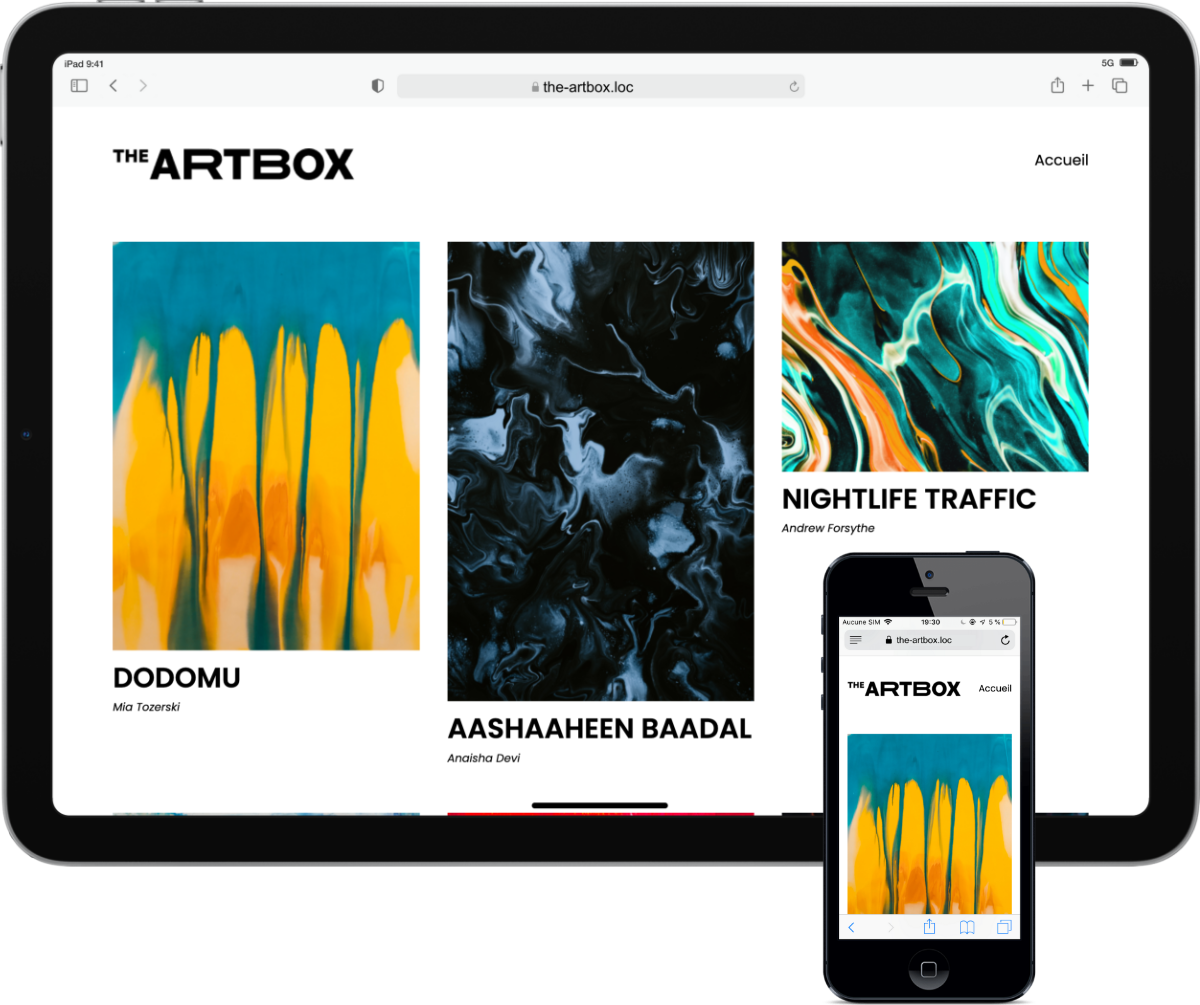 iPad 9:41
5G
the-artbox.loc
THE ARTBOX
Accueil
DODOMU
Mia Tozerski
AASHAAHEEN BAADAL
Anaisha Devi
NIGHTLIFE TRAFFIC
Andrew Forsythe
Aucune SIM 19:30 5 %
the-artbox.loc
THE ARTBOX
Accueil